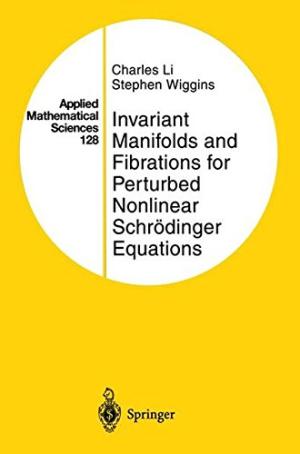 Charles Li
Stephen Wiggins
Applied
Mathematical
Sciences
128
Invariant
Manifolds and
Fibrations for
Perturbed
Nonlinear
Schrödinger
Equations
Springer